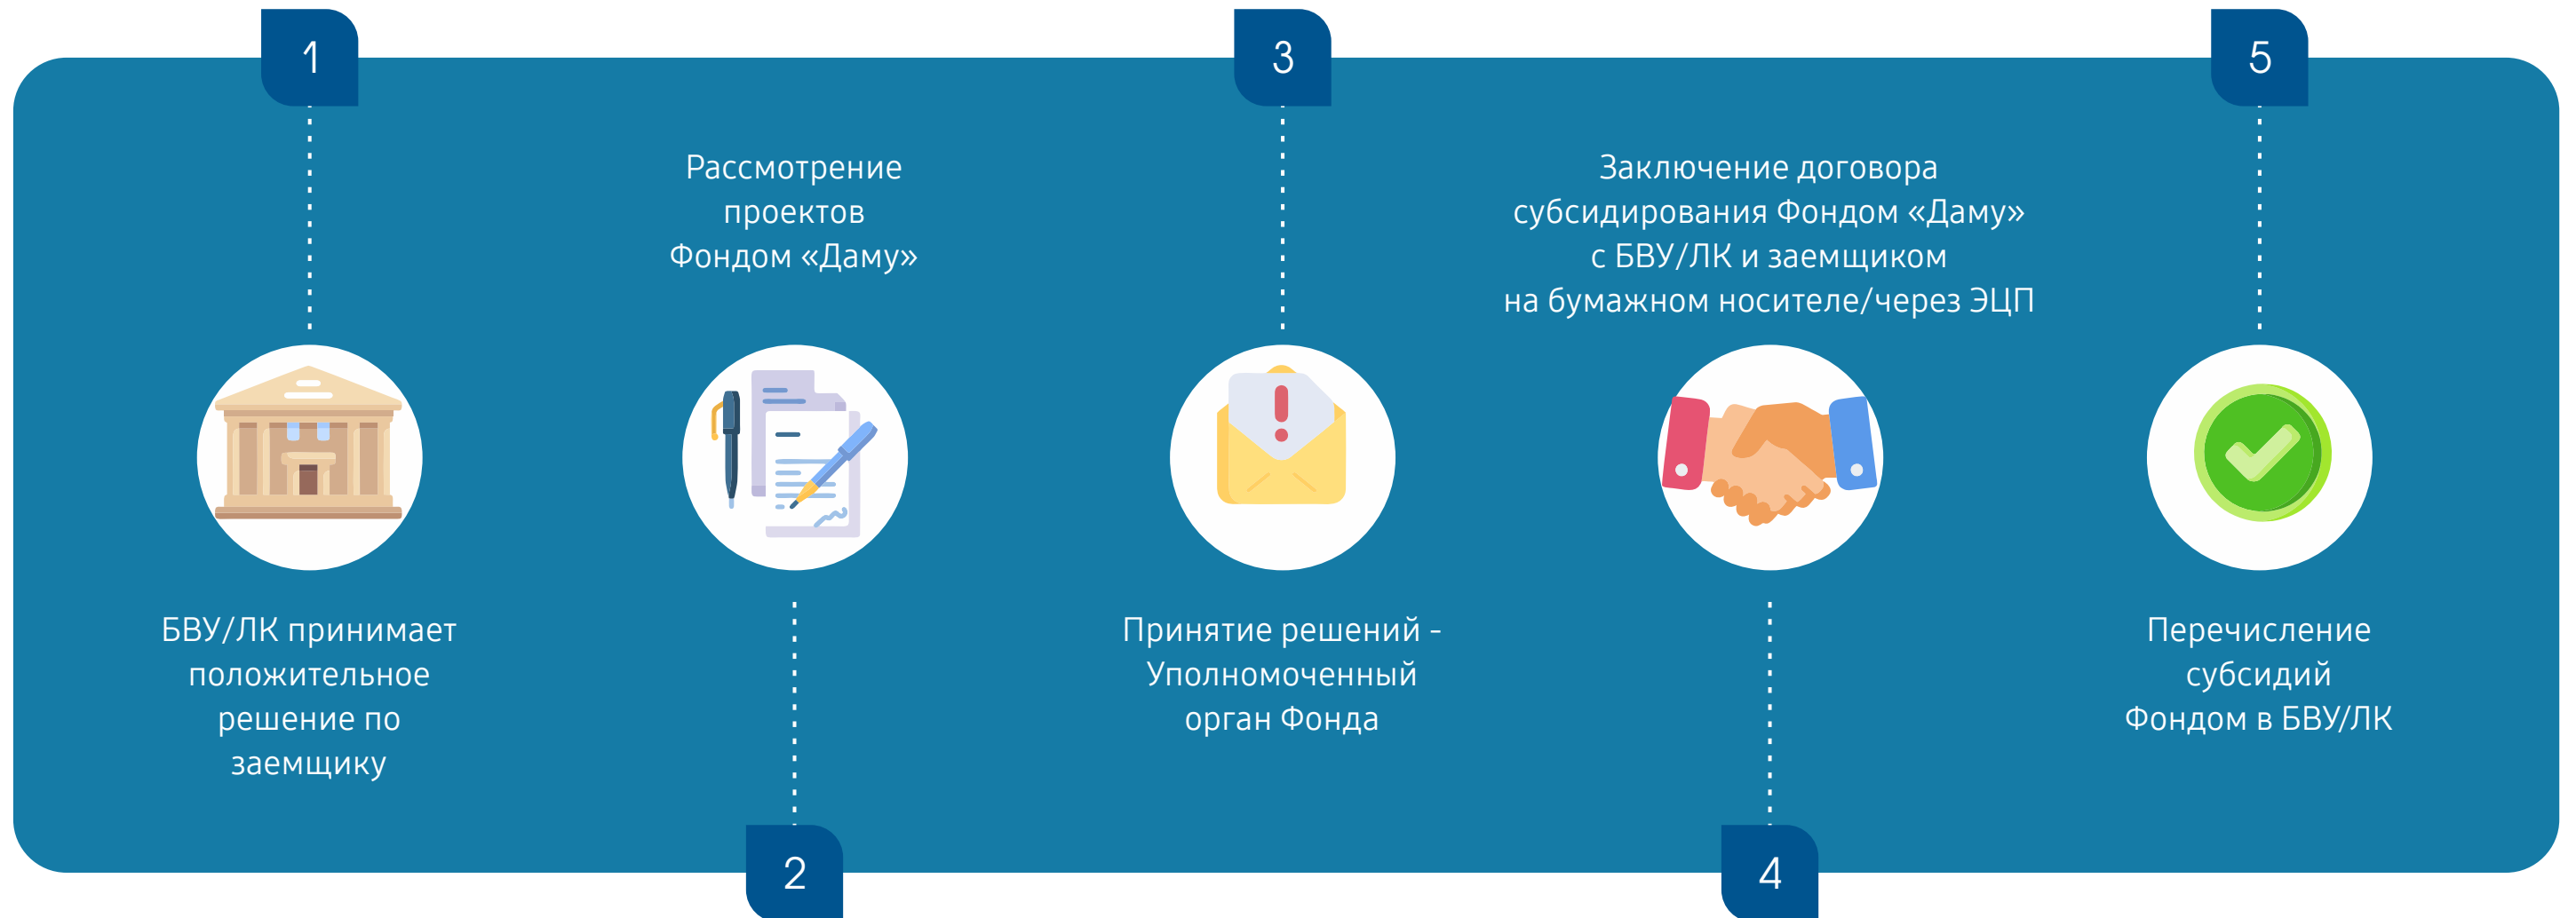 1
БВУ/ЛК принимает
положительное
решение по
заемщику
Рассмотрение
проектов
Фондом «Даму»
2
3
Принятие решений -
Уполномоченный
орган Фонда
Заключение договора
субсидирования Фондом «Даму»
с БВУ/ЛК и заемщиком
на бумажном носителе/через ЭЦП
4
5
Перечисление
субсидий
Фондом в БВУ/ЛК